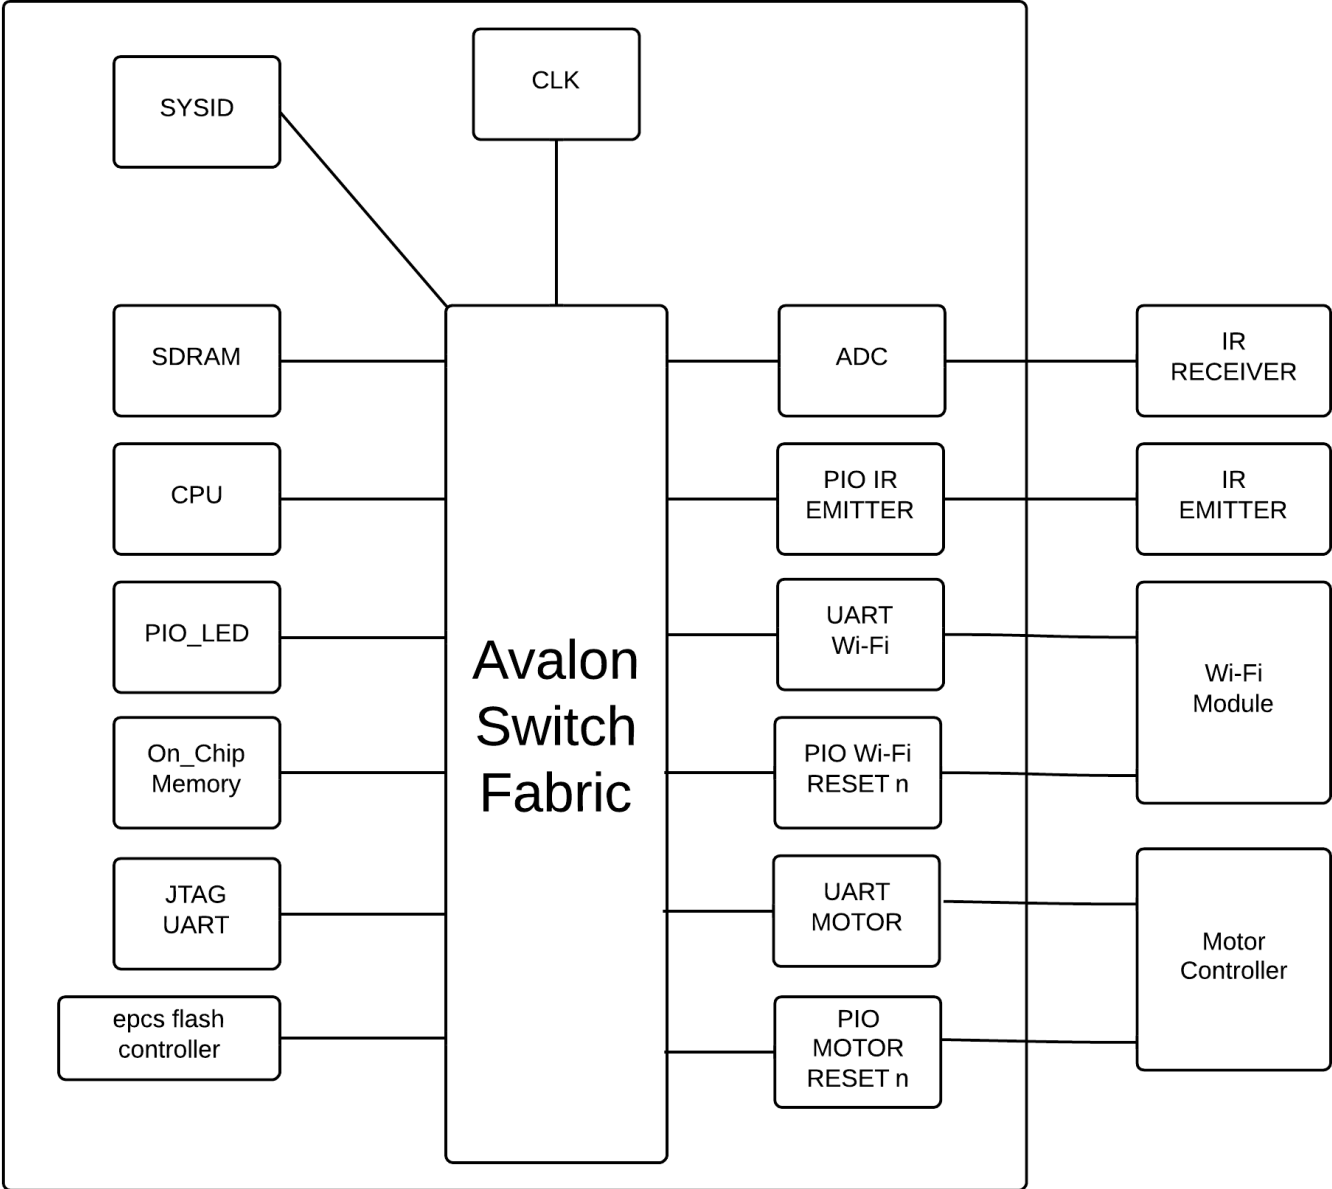 CLK
SYSID
SDRAM
CPU
PIO_LED
On_Chip
Memory
JTAG
UART
epcs flash
controller
Avalon
Switch
Fabric
ADC
PIO IR
EMITTER
UART
Wi-Fi
PIO Wi-Fi
RESET n
UART
MOTOR
PIO
MOTOR
RESET n
IR
RECEIVER
IR
EMITTER
Wi-Fi
Module
Motor
Controller